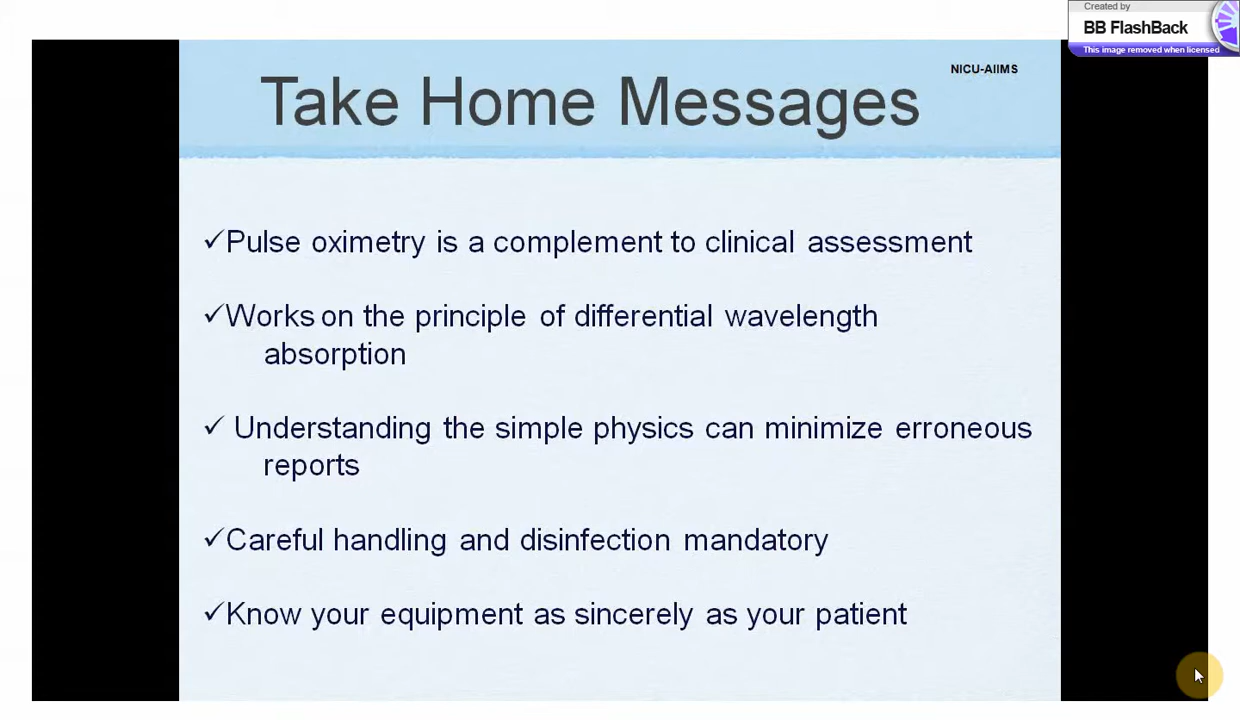 Created by
BB FlashBack
This image removed when licensed
NICU-AIIMS
Take Home Messages
✓Pulse oximetry is a complement to clinical assessment
✓Works on the principle of differential wavelength
absorption
✓ Understanding the simple physics can minimize erroneous
reports
✓Careful handling and disinfection mandatory
✓Know your equipment as sincerely as your patient